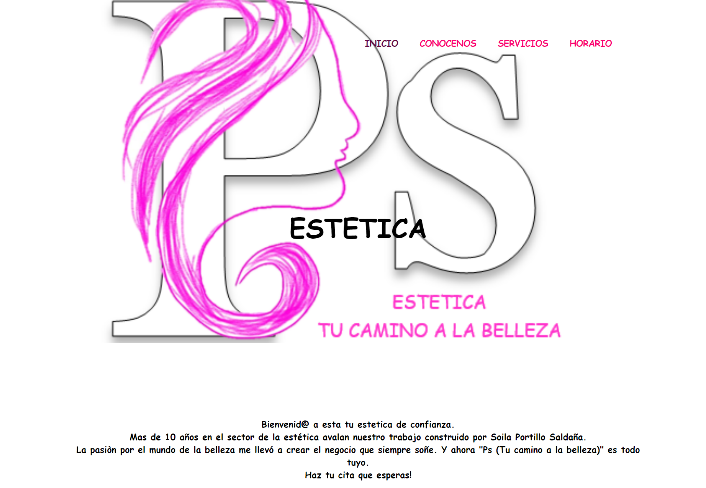 INICIO CONOCENOS SERVICIOS HORARIO
Ps
ESTETICA
ESTETICA
TU CAMINO A LA BELLEZA
Bienvenid@ a esta tu estetica de confianza.
Mas de 10 años en el sector de la estética avalan nuestro trabajo construido por Soila Portillo Saldaña.
La pasiòn por el mundo de la belleza me llevó a crear el negocio que siempre soñe. Y ahora "Ps (Tu camino a la belleza)" es todo
tuyo.
Haz tu cita que esperas!